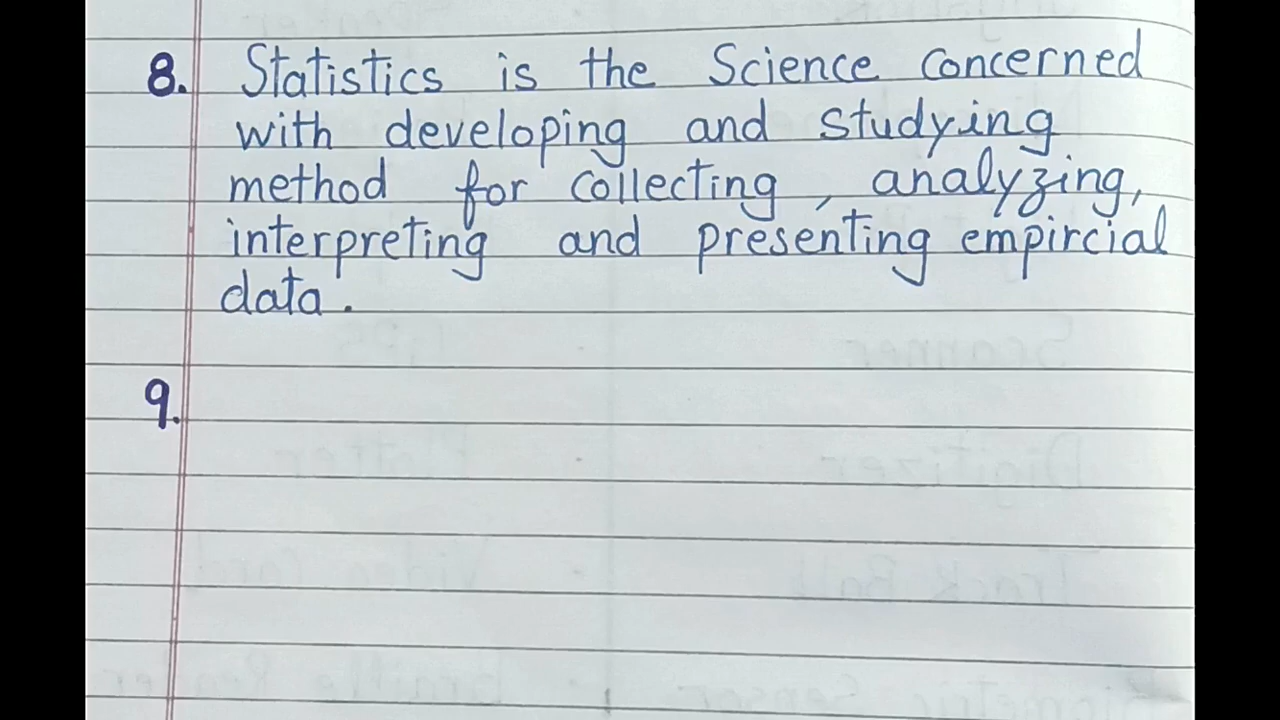 8. Statistics is the Science concerned
with developing and studying
method for collecting, analyzing,
interpreting and presenting empircial
data.
9.